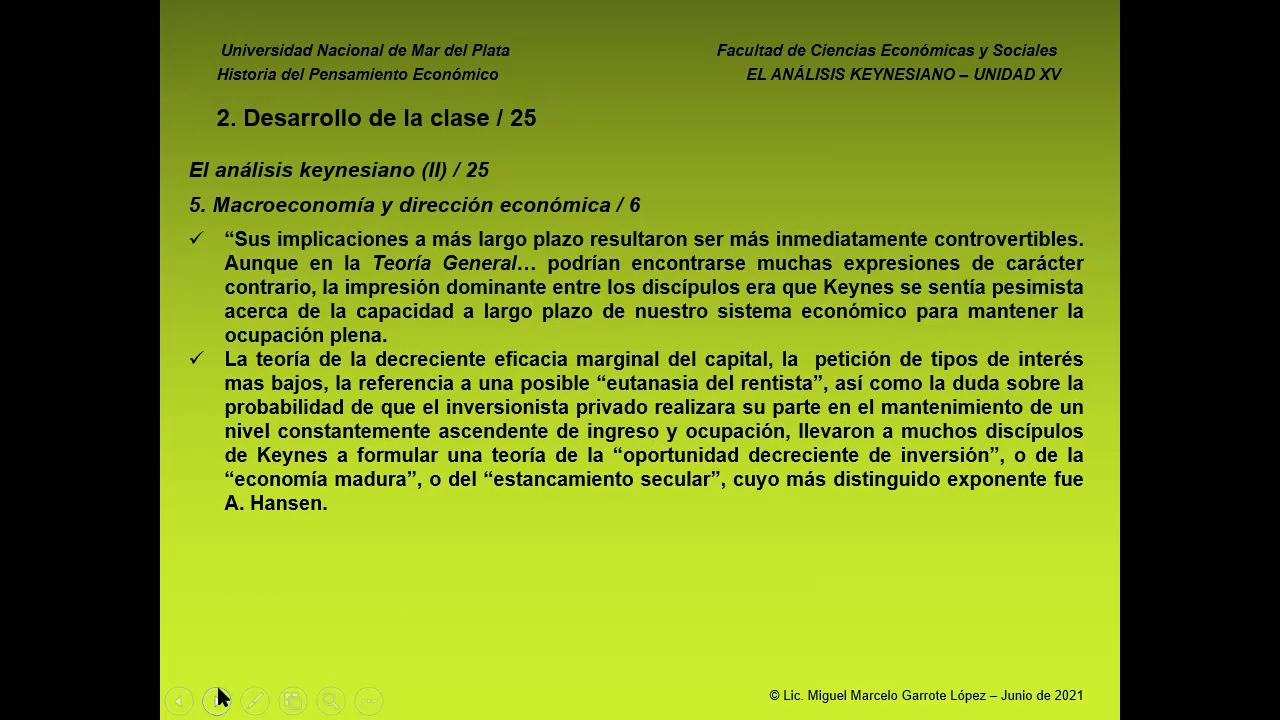 Universidad Nacional de Mar del Plata
Facultad de Ciencias Económicas y Sociales
Historia del Pensamiento Económico
EL ANÁLISIS KEYNESIANO – UNIDAD XV
2. Desarrollo de la clase / 25
El análisis keynesiano (II) / 25
5. Macroeconomía y dirección económica / 6
✓ “Sus implicaciones a más largo plazo resultaron ser más inmediatamente controvertibles.
Aunque en la Teoría General… podrían encontrarse muchas expresiones de carácter
contrario, la impresión dominante entre los discípulos era que Keynes se sentía pesimista
acerca de la capacidad a largo plazo de nuestro sistema económico para mantener la
ocupación plena.
✓ La teoría de la decreciente eficacia marginal del capital, la petición de tipos de interés
mas bajos, la referencia a una posible “eutanasia del rentista”, así como la duda sobre la
probabilidad de que el inversionista privado realizara su parte en el mantenimiento de un
nivel constantemente ascendente de ingreso y ocupación, llevaron a muchos discípulos
de Keynes a formular una teoría de la “oportunidad decreciente de inversión”, o de la
“economía madura”, o del “estancamiento secular”, cuyo más distinguido exponente fue
A. Hansen.
© Lic. Miguel Marcelo Garrote López – Junio de 2021